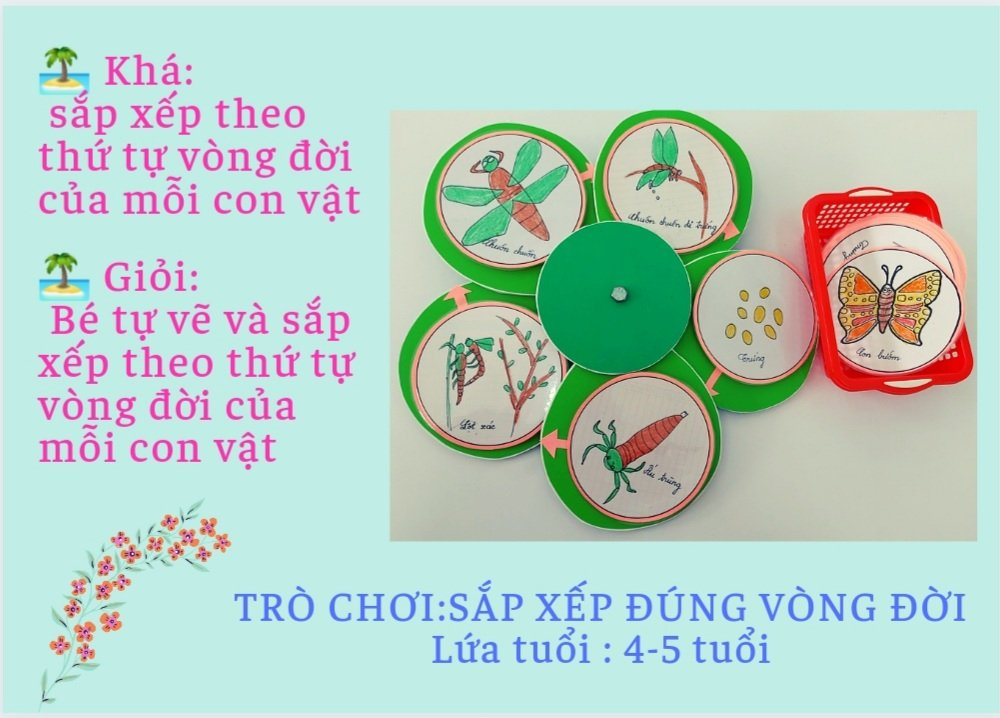 Khá:
sắp xếp theo
thứ tự vòng đời
của mỗi con vật
Giỏi:
Bé tự vẽ và sắp
xếp theo thứ tự
vòng đời của
mỗi con vật
Chuồn chuồn
Chuồn chuồn đẻ trứng
Trứng
Ấu trùng
Lột xác
Trứng
Con bướm
TRÒ CHƠI:SẮP XẾP ĐÚNG VÒNG ĐỜI
Lứa tuổi : 4-5 tuổi